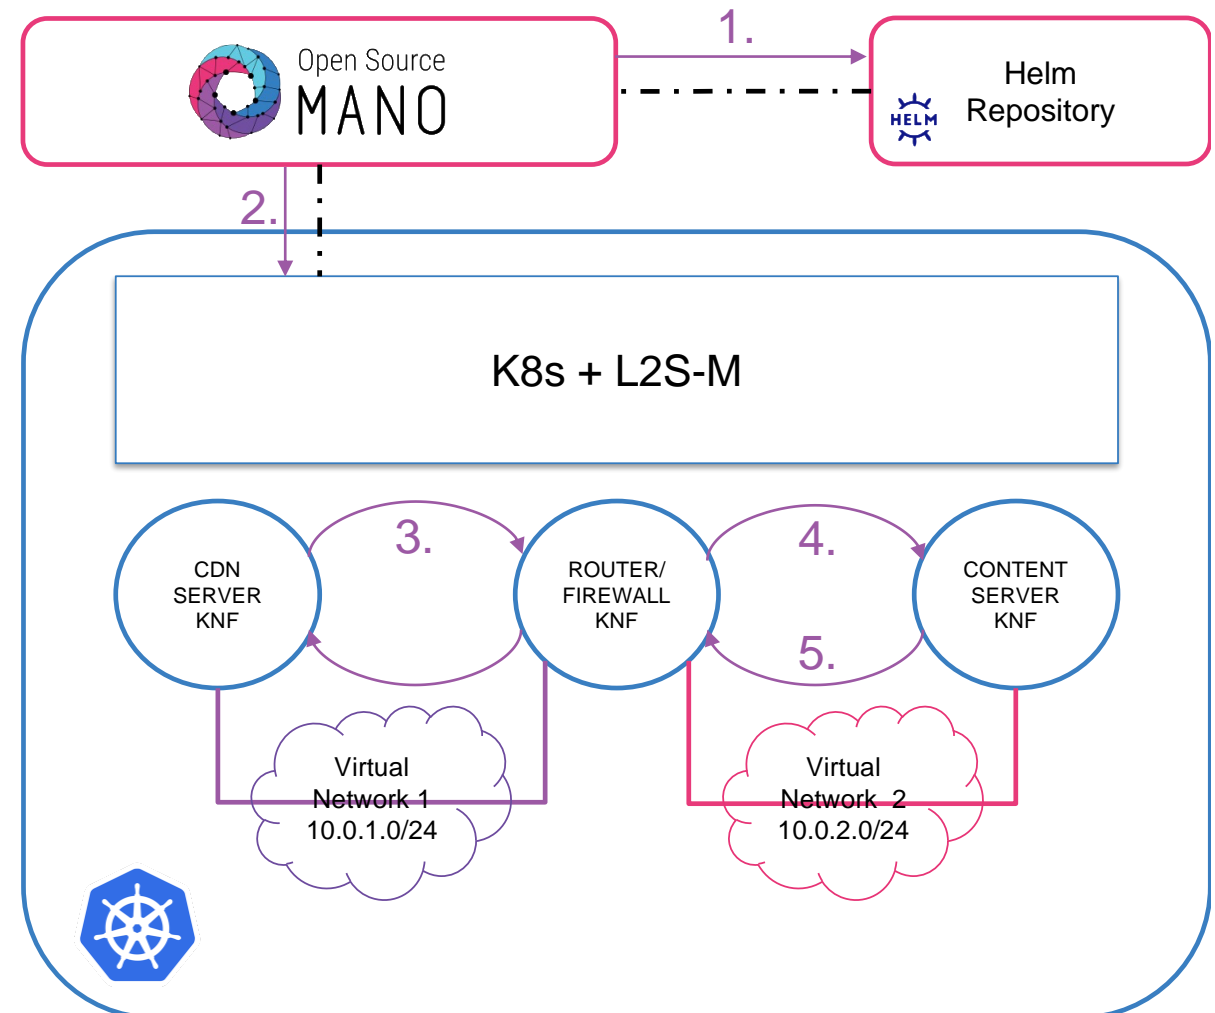 1.
Open Source
MANO
HELM
Helm
Repository
2.
K8s + L2S-M
3.
4.
5.
CDN
SERVER
KNF
ROUTER/
FIREWALL
KNF
CONTENT
SERVER
KNF
Virtual
Network 1
10.0.1.0/24
Virtual
Network 2
10.0.2.0/24